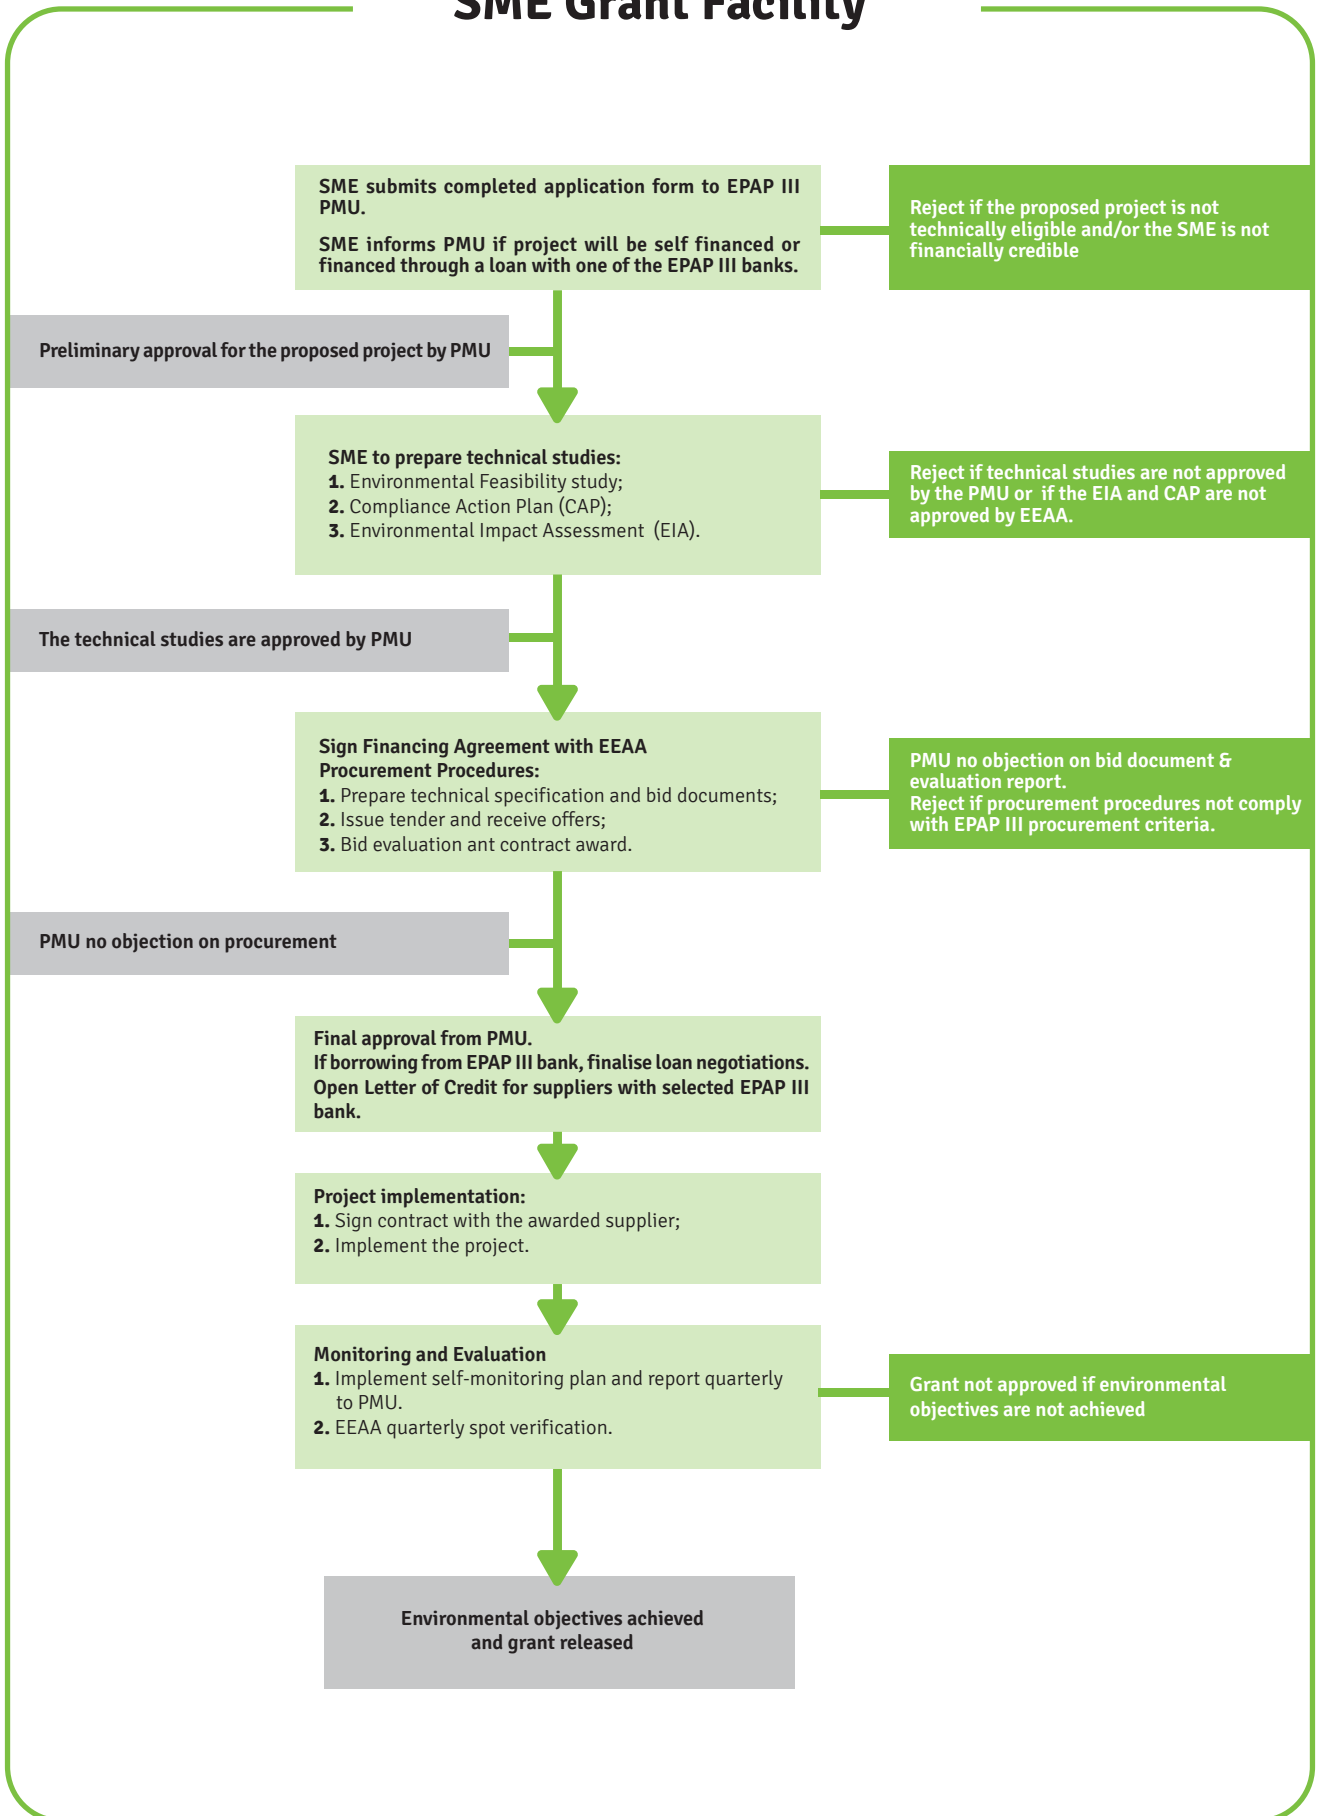 SME Grant Facility
SME submits completed application form to EPAP III
PMU.
SME informs PMU if project will be self financed or
financed through a loan with one of the EPAP III banks.
Reject if the proposed project is not
technically eligible and/or the SME is not
financially credible
Preliminary approval for the proposed project by PMU
SME to prepare technical studies:
1. Environmental Feasibility study;
2. Compliance Action Plan (CAP);
3. Environmental Impact Assessment (EIA).
Reject if technical studies are not approved
by the PMU or if the EIA and CAP are not
approved by EEAA.
The technical studies are approved by PMU
Sign Financing Agreement with EEAA
Procurement Procedures:
1. Prepare technical specification and bid documents;
2. Issue tender and receive offers;
3. Bid evaluation ant contract award.
PMU no objection on bid document &
evaluation report.
Reject if procurement procedures not comply
with EPAP III procurement criteria.
PMU no objection on procurement
Final approval from PMU.
If borrowing from EPAP III bank, finalise loan negotiations.
Open Letter of Credit for suppliers with selected EPAP III
bank.
Project implementation:
1. Sign contract with the awarded supplier;
2. Implement the project.
Monitoring and Evaluation
1. Implement self-monitoring plan and report quarterly
to PMU.
2. EEAA quarterly spot verification.
Grant not approved if environmental
objectives are not achieved
Environmental objectives achieved
and grant released